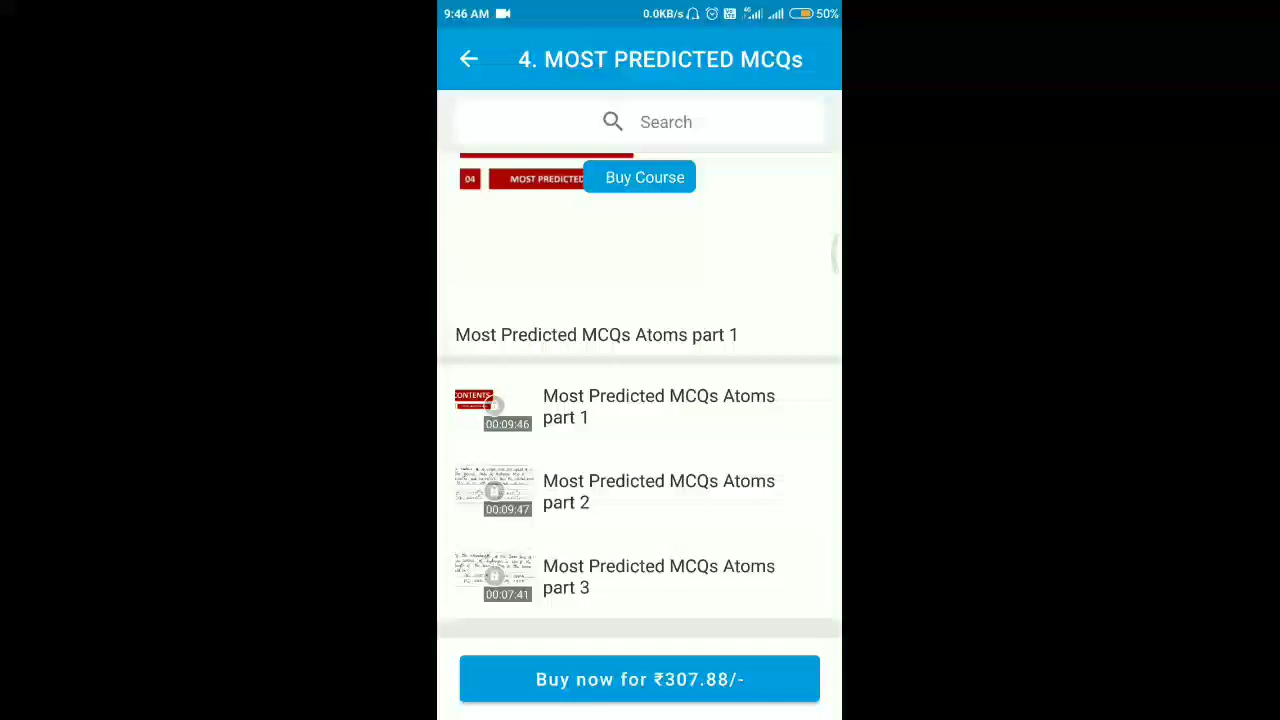 9:46 AM 0.0KB/s 50%
4. MOST PREDICTED MCQs
Search
04 MOST PREDICTED
Buy Course
Most Predicted MCQs Atoms part 1
CONTENTS
00:09:46
Most Predicted MCQs Atoms
part 1
00:09:47
Most Predicted MCQs Atoms
part 2
00:07:41
Most Predicted MCQs Atoms
part 3
Buy now for ₹307.88/-